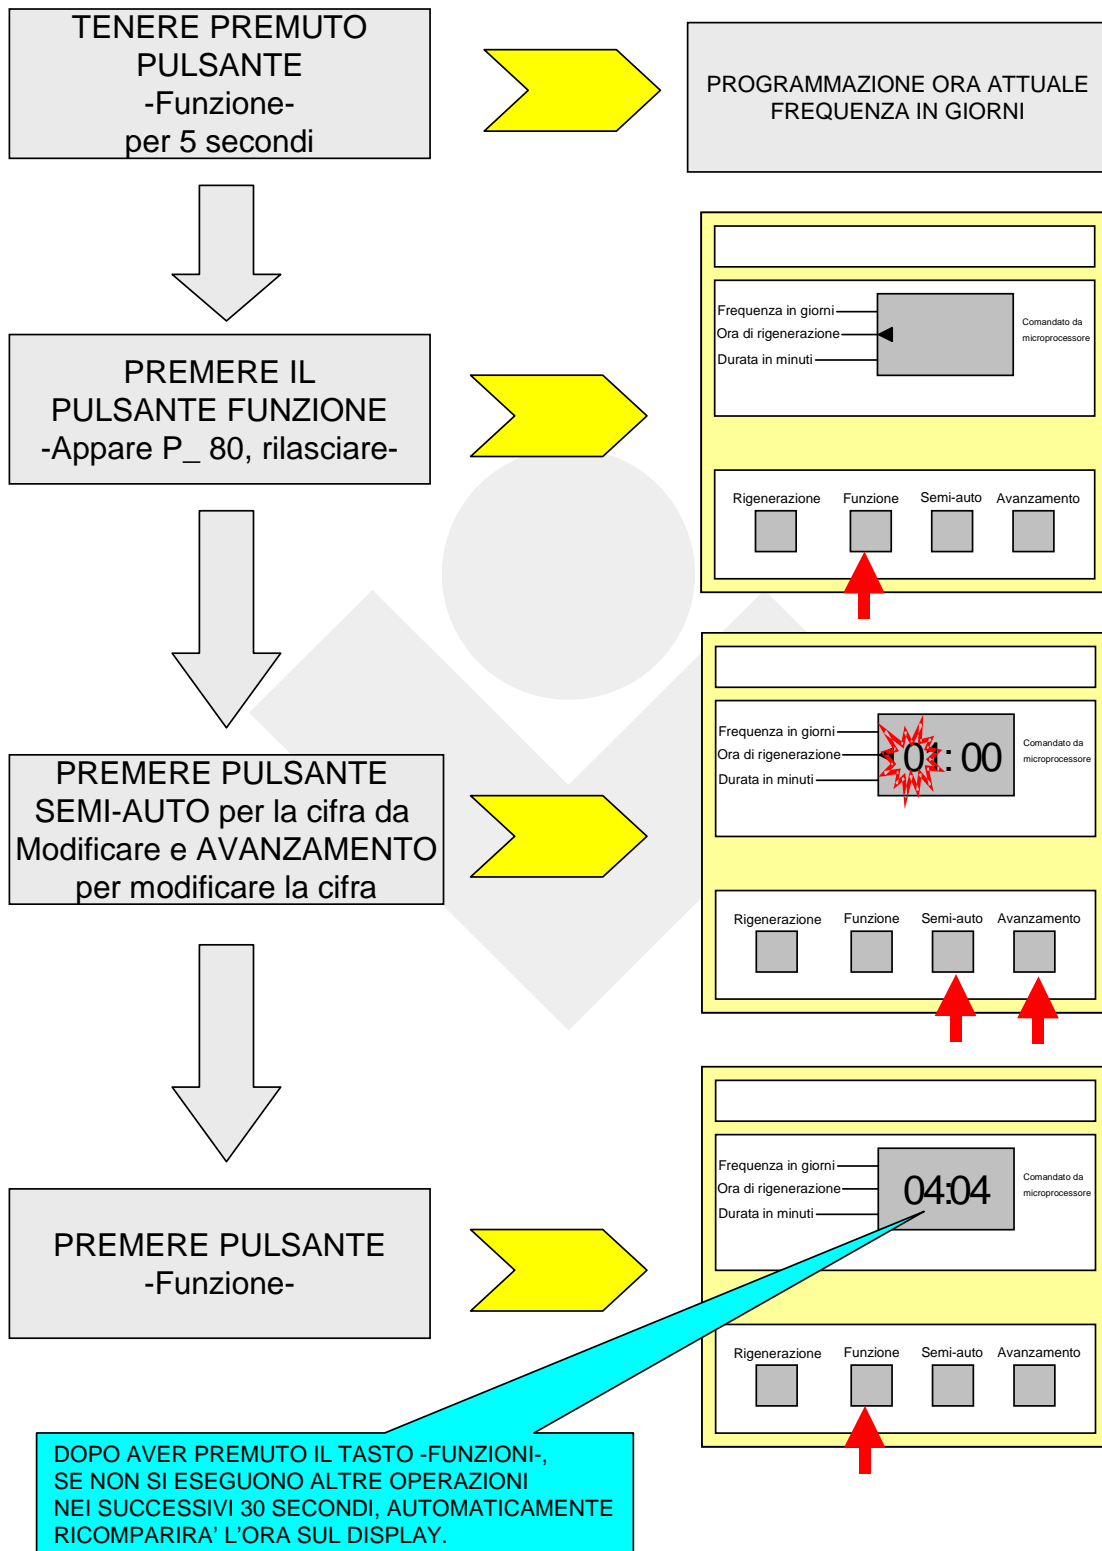 TENERE PREMUTO
PULSANTE
-Funzione-
per 5 secondi
PROGRAMMAZIONE ORA ATTUALE
FREQUENZA IN GIORNI
PREMERE IL
PULSANTE FUNZIONE
-Appare P_ 80, rilasciare-
Frequenza in giorni
Ora di rigenerazione
Durata in minuti
Comandato da
microprocessore
Rigenerazione Funzione Semi-auto Avanzamento
PREMERE PULSANTE
SEMI-AUTO per la cifra da
Modificare e AVANZAMENTO
per modificare la cifra
Frequenza in giorni
Ora di rigenerazione
Durata in minuti
01: 00
Comandato da
microprocessore
Rigenerazione Funzione Semi-auto Avanzamento
PREMERE PULSANTE
-Funzione-
Frequenza in giorni
Ora di rigenerazione
Durata in minuti
04:04
Comandato da
microprocessore
Rigenerazione Funzione Semi-auto Avanzamento
DOPO AVER PREMUTO IL TASTO -FUNZIONI-,
SE NON SI ESEGUONO ALTRE OPERAZIONI
NEI SUCCESSIVI 30 SECONDI, AUTOMATICAMENTE
RICOMPARIRA' L'ORA SUL DISPLAY.